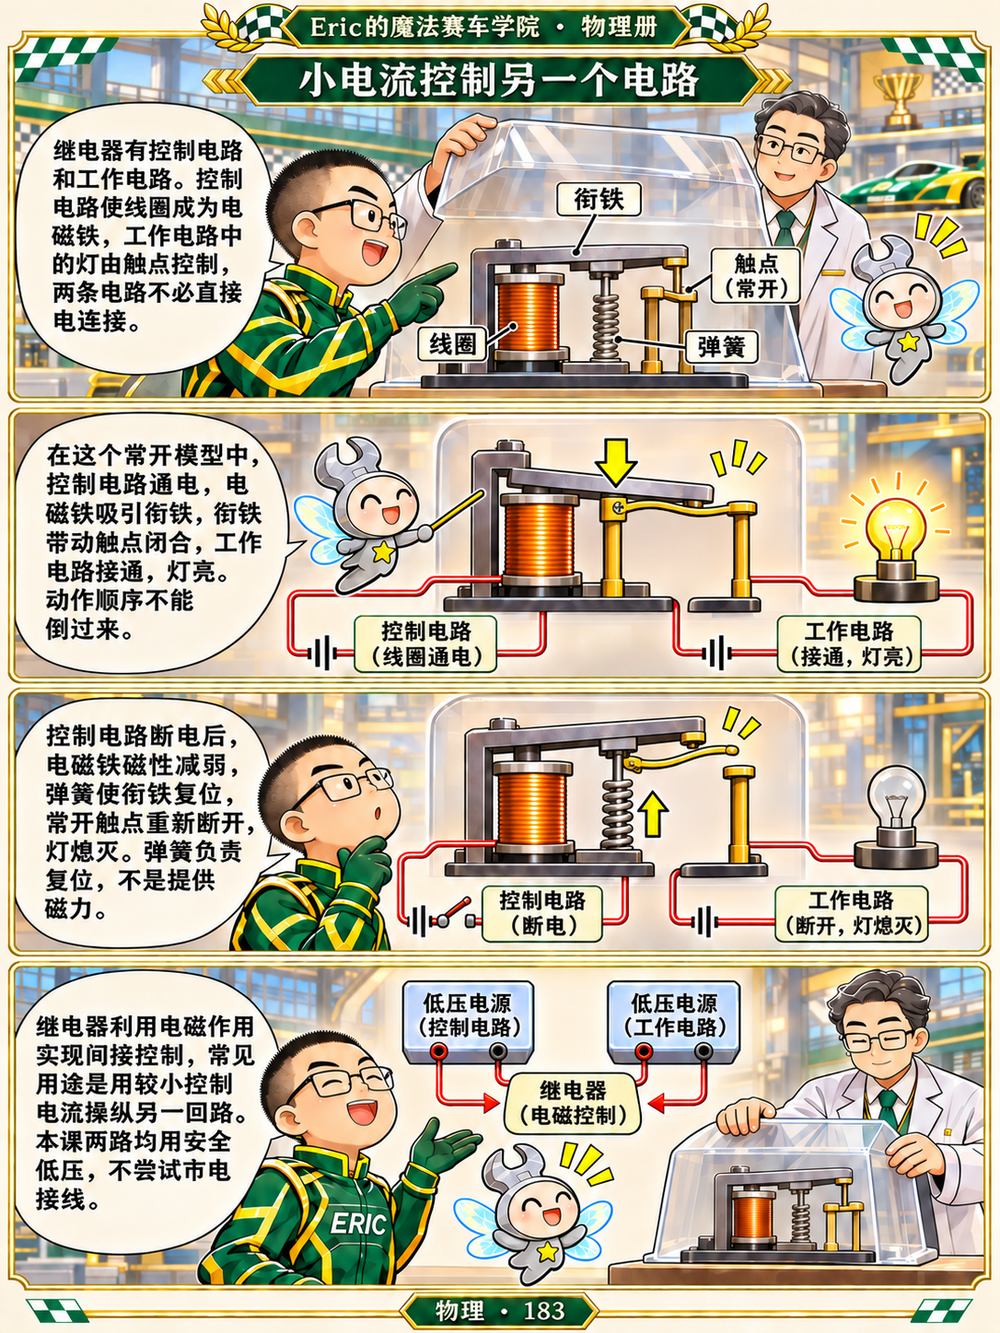 Eric的魔法赛车学院 · 物理册
小电流控制另一个电路
继电器有控制电路
和工作电路。控制
电路使线圈成为电
磁铁，工作电路中
的灯由触点控制，
两条电路不必直接
电连接。
衔铁
触点
（常开）
线圈
弹簧
在这个常开模型中，
控制电路通电，电
磁铁吸引衔铁，衔铁
带动触点闭合，工作
电路接通，灯亮。
动作顺序不能
倒过来。
控制电路
（线圈通电）
工作电路
（接通，灯亮）
控制电路断电后，
电磁铁磁性减弱，
弹簧使衔铁复位，
常开触点重新断开，
灯熄灭。弹簧负责
复位，不是提供
磁力。
控制电路
（断电）
工作电路
（断开，灯熄灭）
继电器利用电磁作用
实现间接控制，常见
用途是用较小控制
电流操纵另一回路。
本课两路均用安全
低压，不尝试市电
接线。
低压电源
（控制电路）
低压电源
（工作电路）
继电器
（电磁控制）
ERIC
物理 · 183